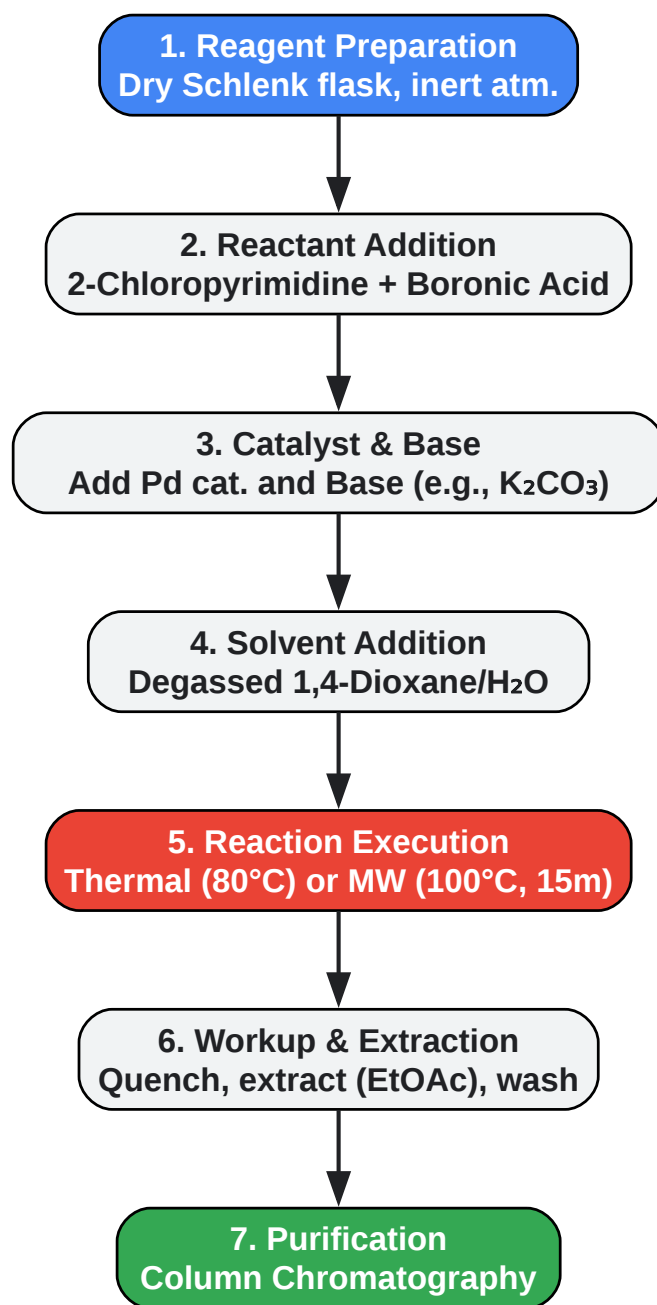 1. Reagent Preparation
Dry Schlenk flask, inert atm.
2. Reactant Addition
2-Chloropyrimidine + Boronic Acid
3. Catalyst & Base
Add Pd cat. and Base (e.g., K₂CO₃)
4. Solvent Addition
Degassed 1,4-Dioxane/H₂O
5. Reaction Execution
Thermal (80°C) or MW (100°C, 15m)
6. Workup & Extraction
Quench, extract (EtOAc), wash
7. Purification
Column Chromatography